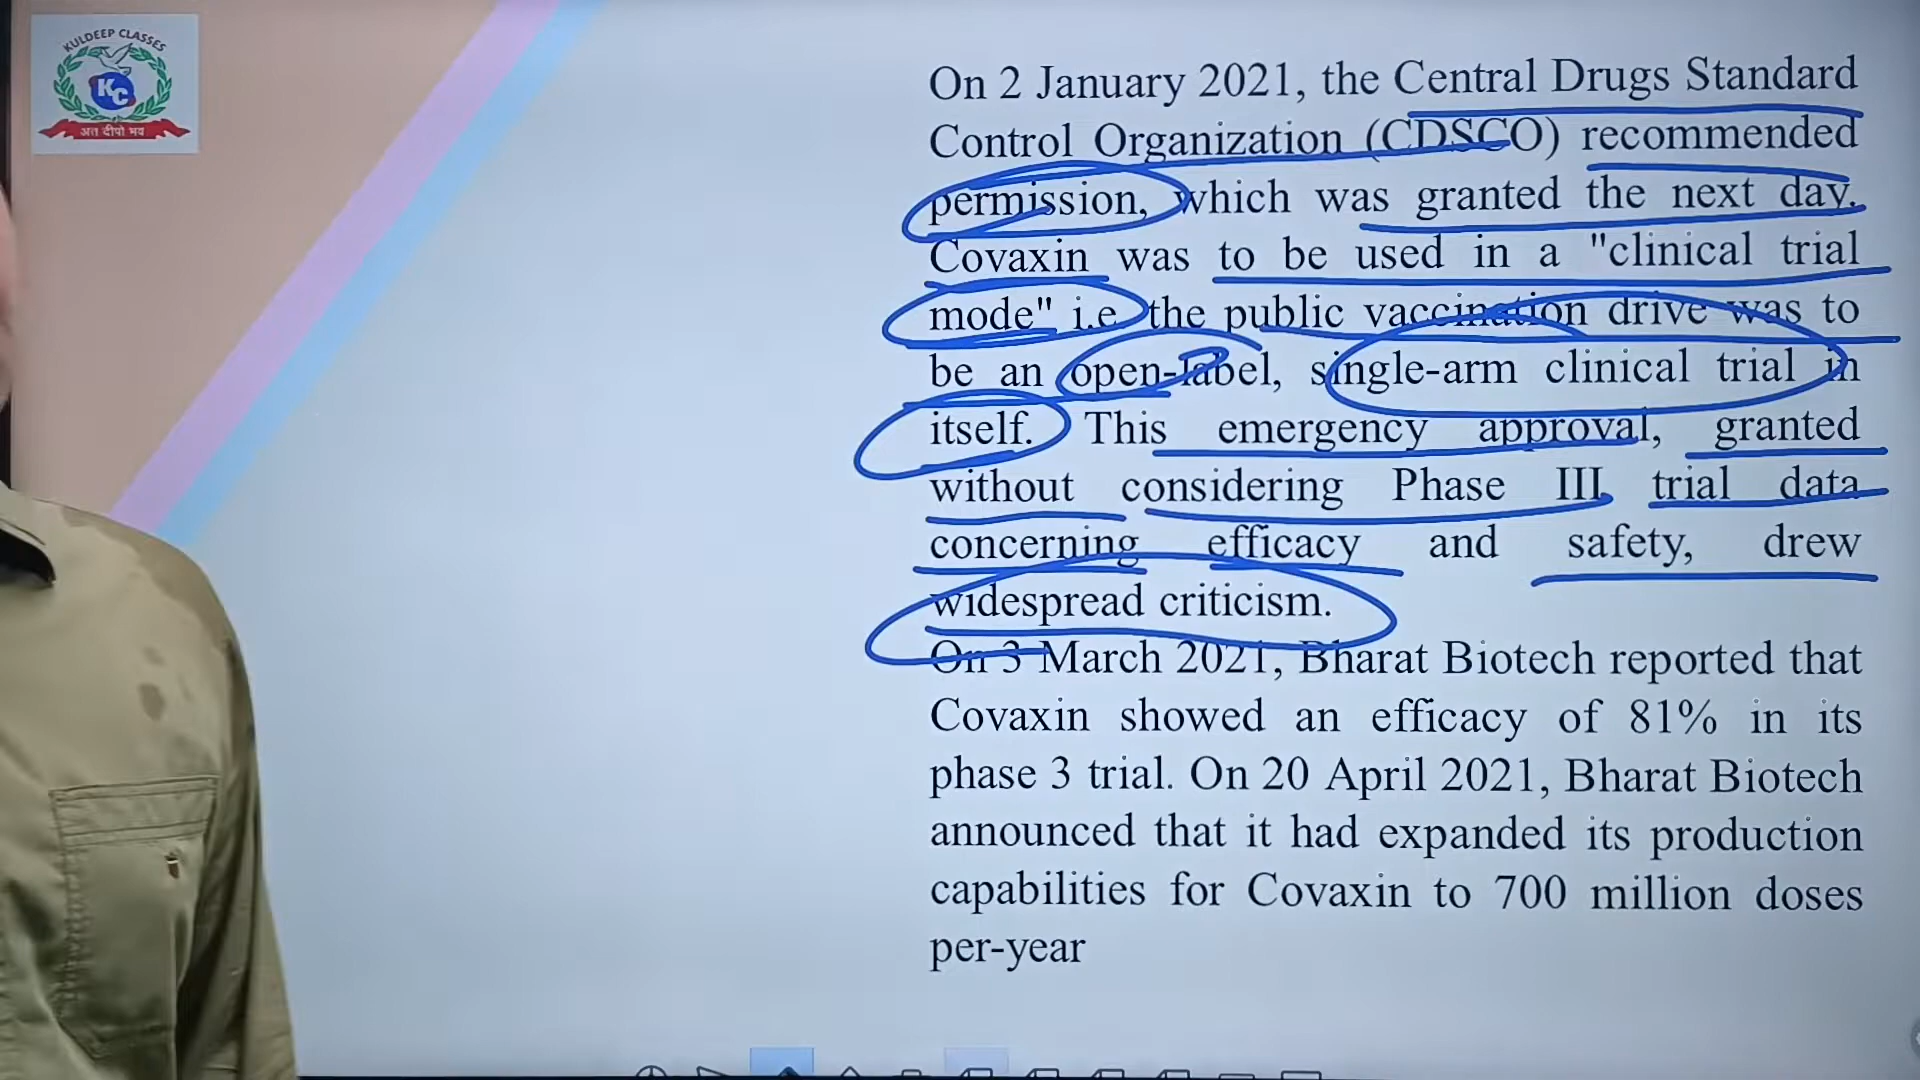 KULDEEP CLASSES
KC
अत्त दीपो भव
On 2 January 2021, the Central Drugs Standard
Control Organization (CDSCO) recommended
permission, which was granted the next day.
Covaxin was to be used in a "clinical trial
mode" i.e the public vaccination drive was to
be an open-label, single-arm clinical trial in
itself. This emergency approval, granted
without considering Phase III trial data
concerning efficacy and safety, drew
widespread criticism.
On 3 March 2021, Bharat Biotech reported that
Covaxin showed an efficacy of 81% in its
phase 3 trial. On 20 April 2021, Bharat Biotech
announced that it had expanded its production
capabilities for Covaxin to 700 million doses
per-year